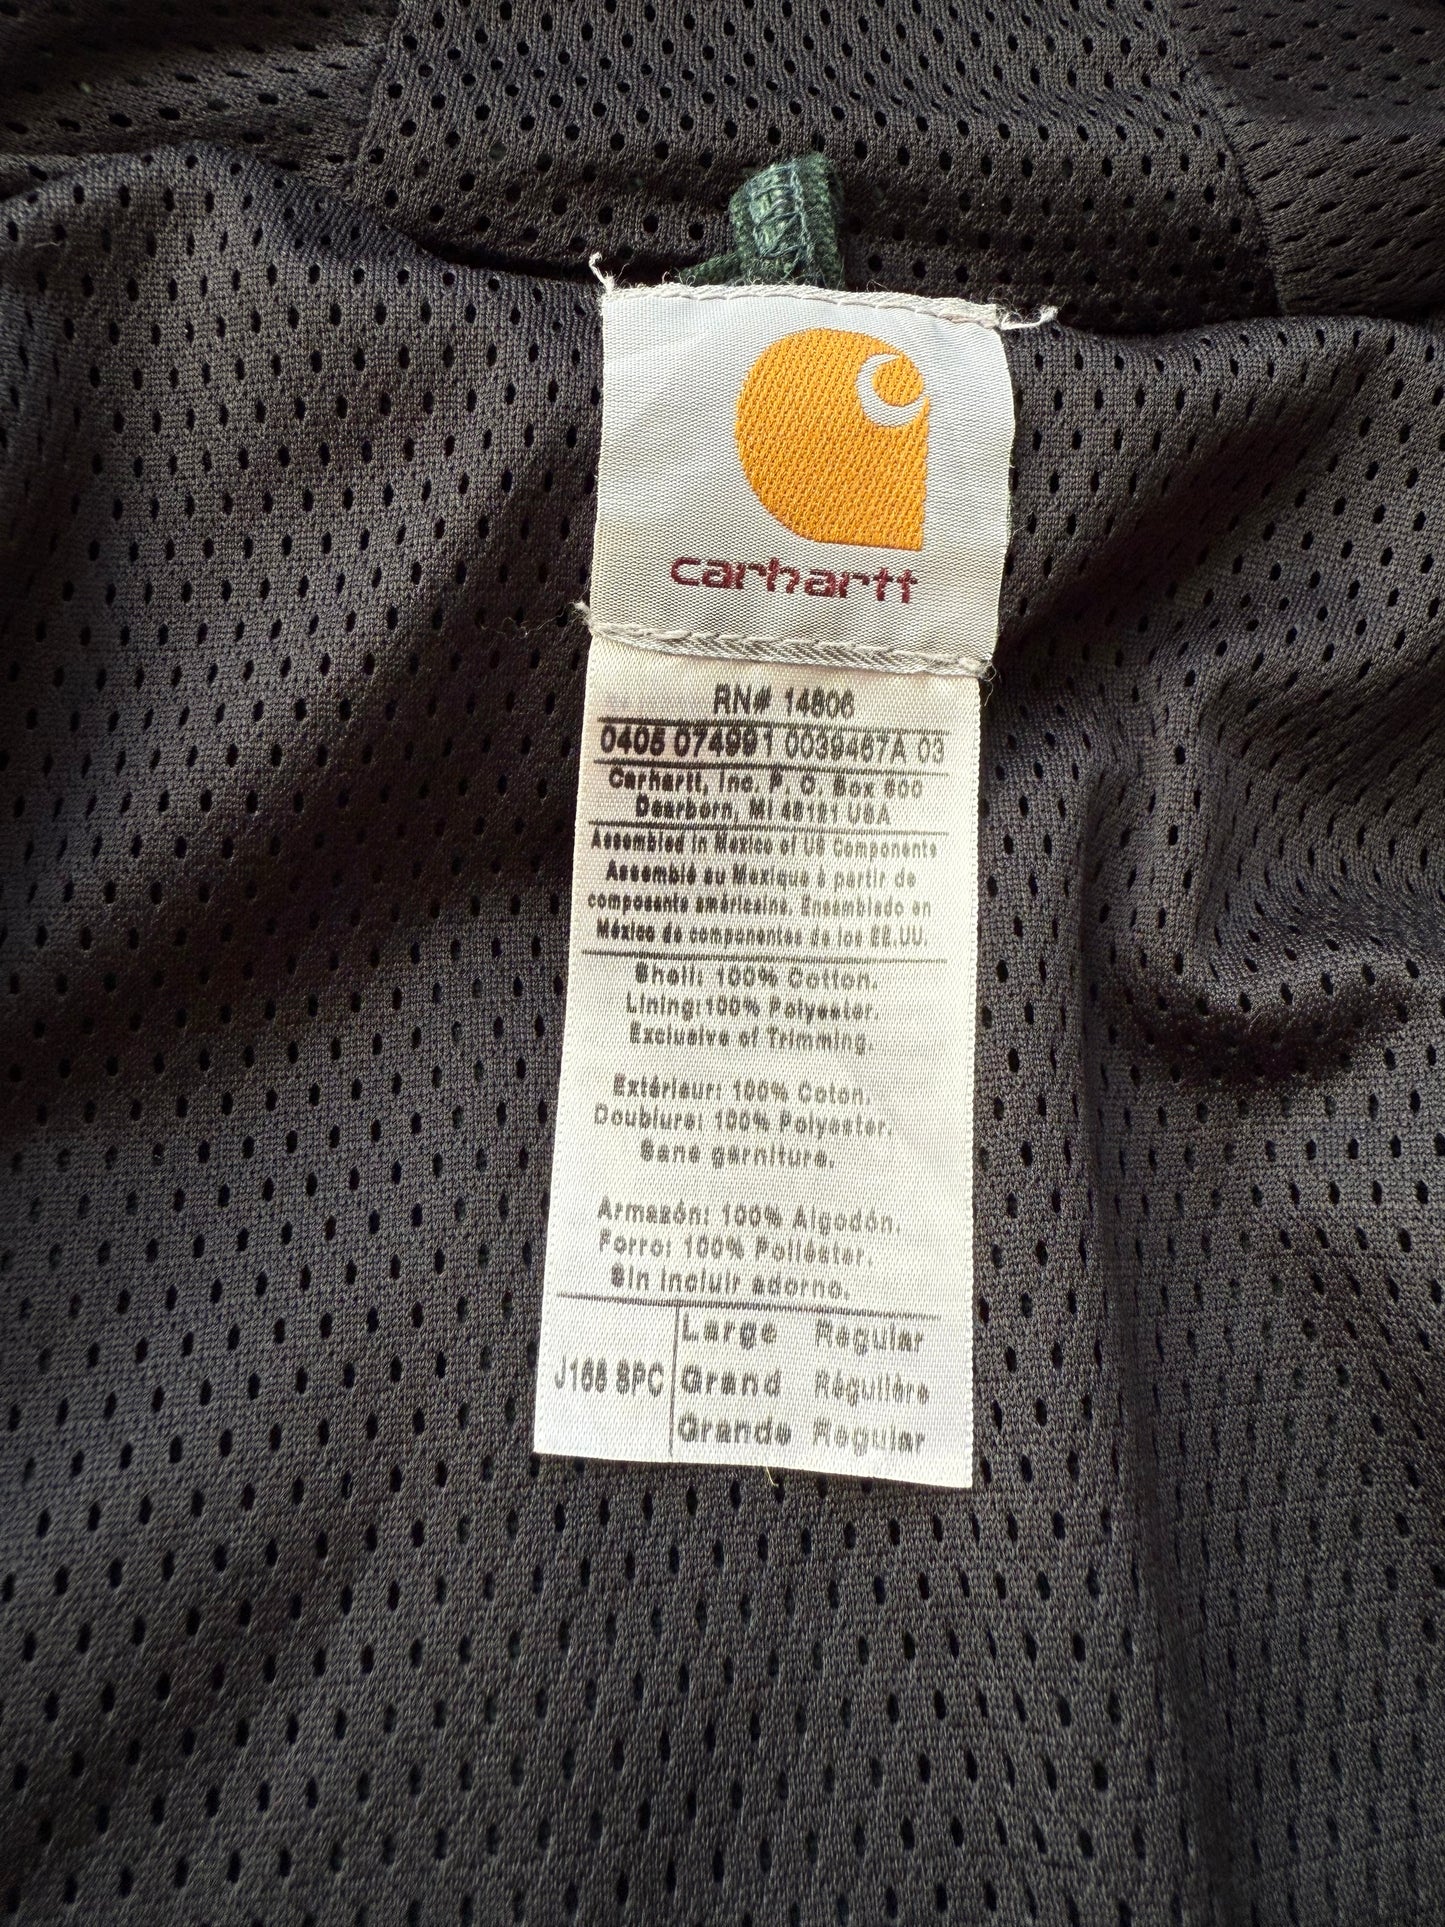 carhartt
RN# 14806
0405 074991 0039467A 03
Carhartt, Inc. P. O. Box 600
Dearborn, MI 48121 USA
Assembled in Mexico of US Components
Assemblé au Mexique à partir de
composants américains. Ensamblado en
México de componentes de los EE.UU.
Shell: 100% Cotton.
Lining:100% Polyester.
Exclusive of Trimming.
Extérieur: 100% Coton.
Doublure: 100% Polyester.
Sans garniture.
Armazón: 100% Algodón.
Forro: 100% Poliéster.
Sin incluir adorno.
Large Regular
J168 SPC Grand Régulière
Grande Regular